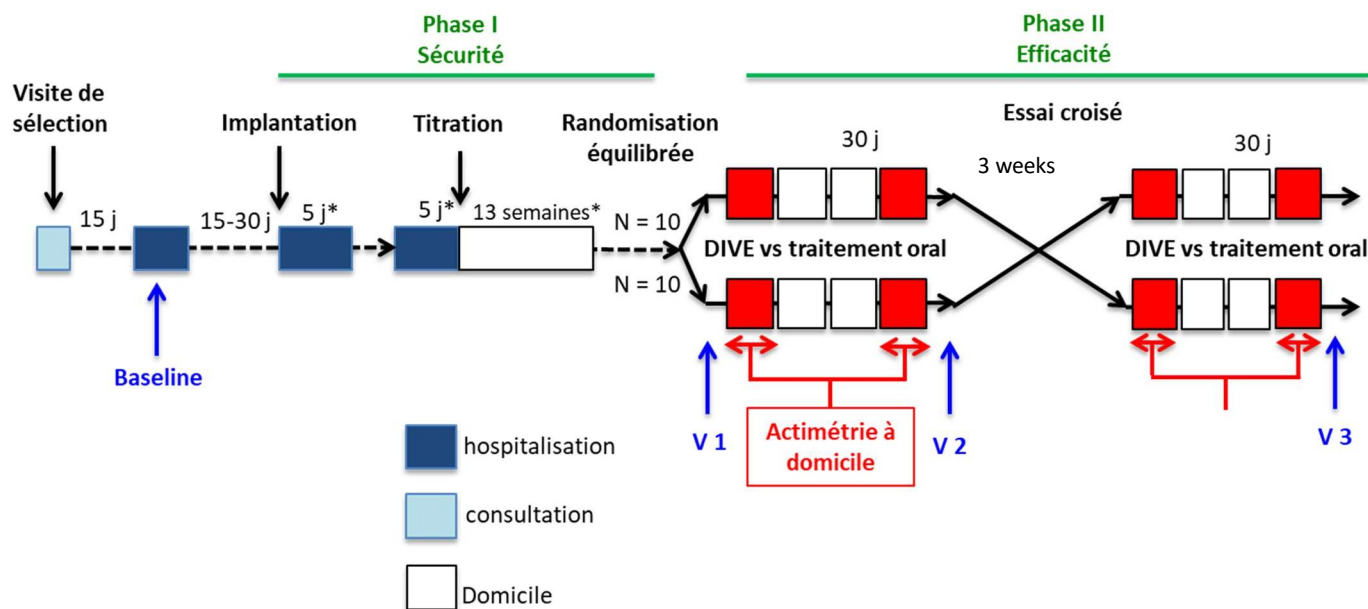 Phase I
Sécurité
Phase II
Efficacité
Visite de
sélection
Implantation
Titration
Randomisation
équilibrée
Essai croisé
30 j
3 weeks
30 j
15 j
15-30 j
5 j*
5 j*
13 semaines*
N = 10
DIVE vs traitement oral
DIVE vs traitement oral
N = 10
Baseline
V 1
Actimétrie à
domicile
V 2
V 3
hospitalisation
consultation
Domicile